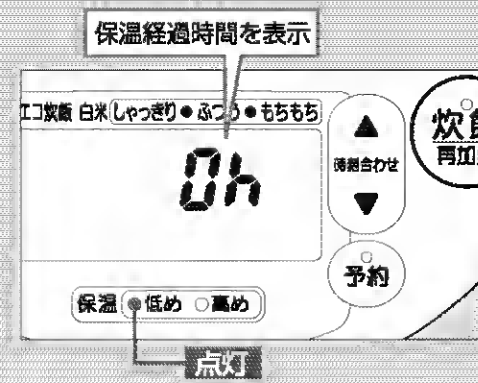 保温経過時間を表示
エコ炊飯 白米 しゃっきり●ふつう●もちもち
▲
炊飯
再加熱
0h
時刻合わせ
▼
予約
保温 ●低め ○高め
点灯